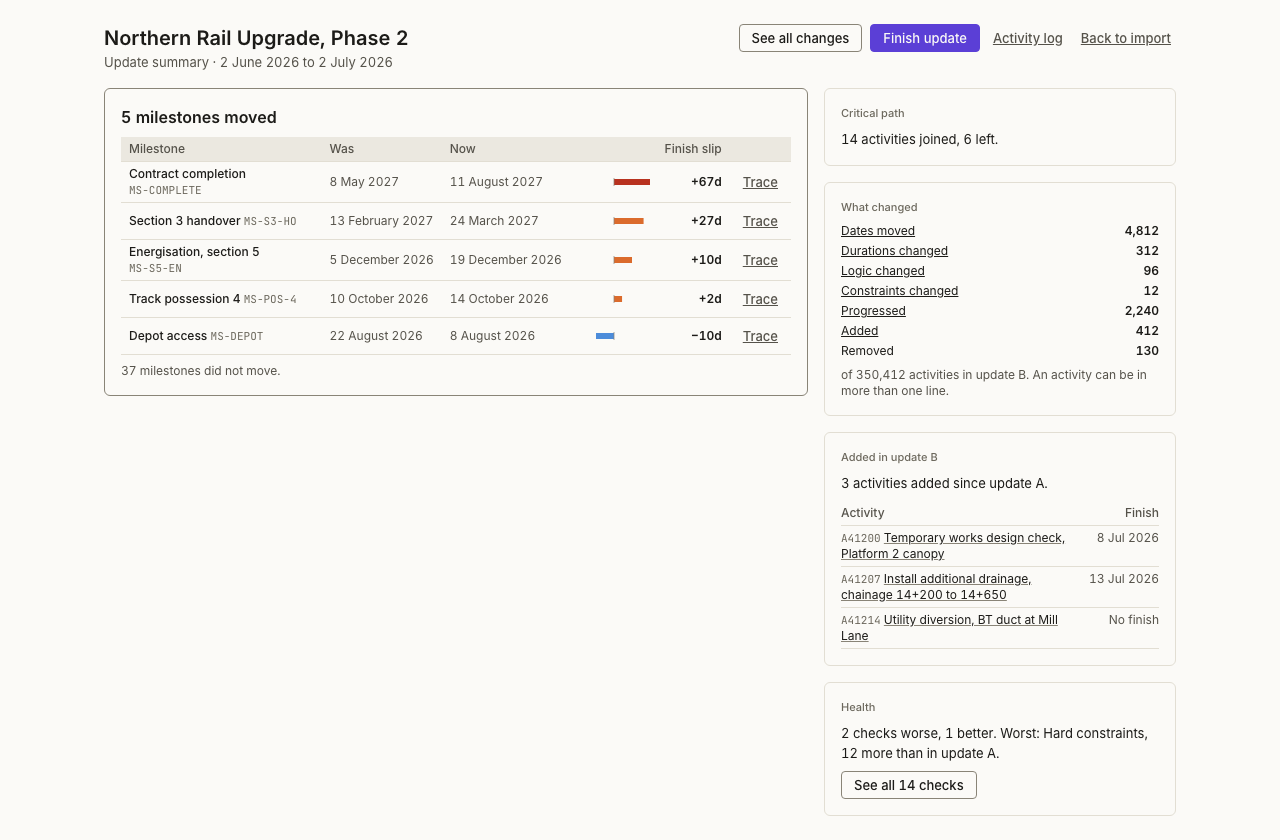 Northern Rail Upgrade, Phase 2
Update summary · 2 June 2026 to 2 July 2026
See all changes
Finish update
Activity log
Back to import
5 milestones moved
Milestone Was Now Finish slip
Contract completion
MS-COMPLETE
8 May 2027 11 August 2027 +67d Trace
Section 3 handover MS-S3-HO 13 February 2027 24 March 2027 +27d Trace
Energisation, section 5
MS-S5-EN
5 December 2026 19 December 2026 +10d Trace
Track possession 4 MS-POS-4 10 October 2026 14 October 2026 +2d Trace
Depot access MS-DEPOT 22 August 2026 8 August 2026 −10d Trace
37 milestones did not move.
Critical path
14 activities joined, 6 left.
What changed
Dates moved 4,812
Durations changed 312
Logic changed 96
Constraints changed 12
Progressed 2,240
Added 412
Removed 130
of 350,412 activities in update B. An activity can be in
more than one line.
Added in update B
3 activities added since update A.
Activity Finish
A41200 Temporary works design check, 8 Jul 2026
Platform 2 canopy
A41207 Install additional drainage, 13 Jul 2026
chainage 14+200 to 14+650
A41214 Utility diversion, BT duct at Mill No finish
Lane
Health
2 checks worse, 1 better. Worst: Hard constraints,
12 more than in update A.
See all 14 checks